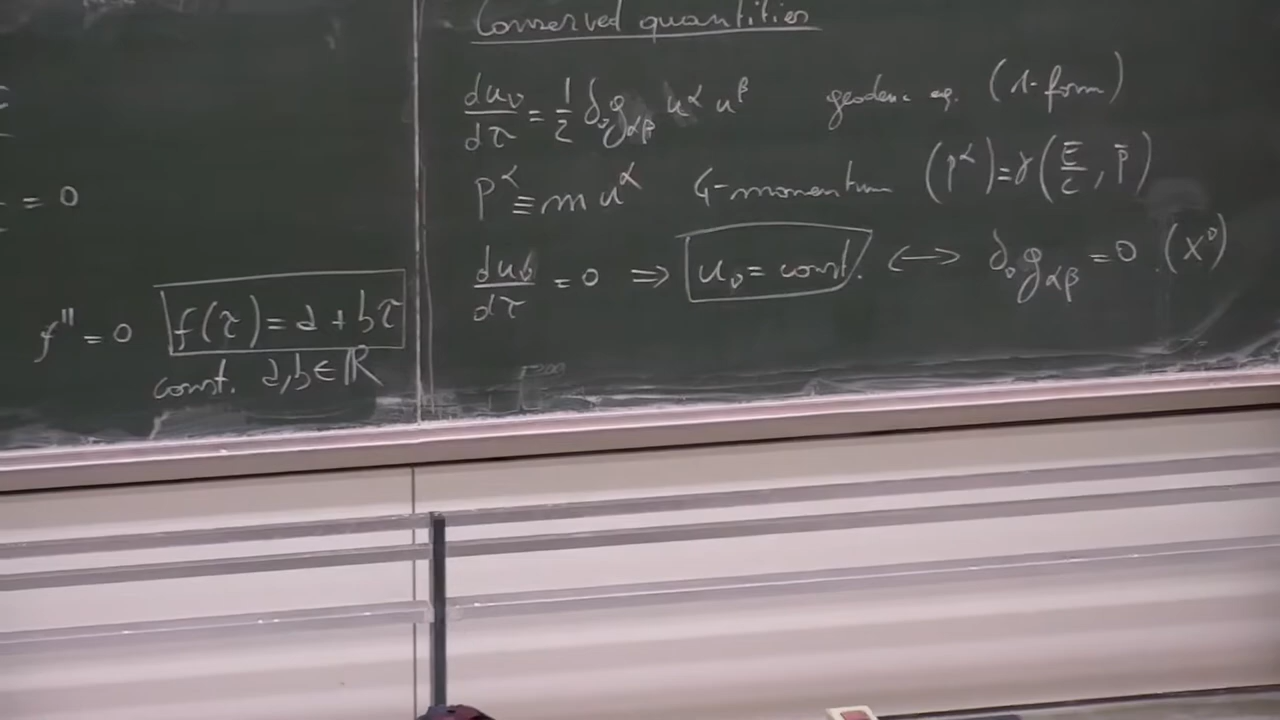 = 0
f'' = 0 f(τ) = a + bτ
const. a,b ∈ ℝ
Conserved quantities
du_ν/dτ = 1/2 ∂_ν g_αβ u^α u^β geodesic eq. (1-form)
p^α ≡ m u^α 4-momentum (p^α) = γ(E/c, p̄)
du_ν/dτ = 0 ⇒ u_ν = const. ⟷ ∂_ν g_αβ = 0 (x^ν)